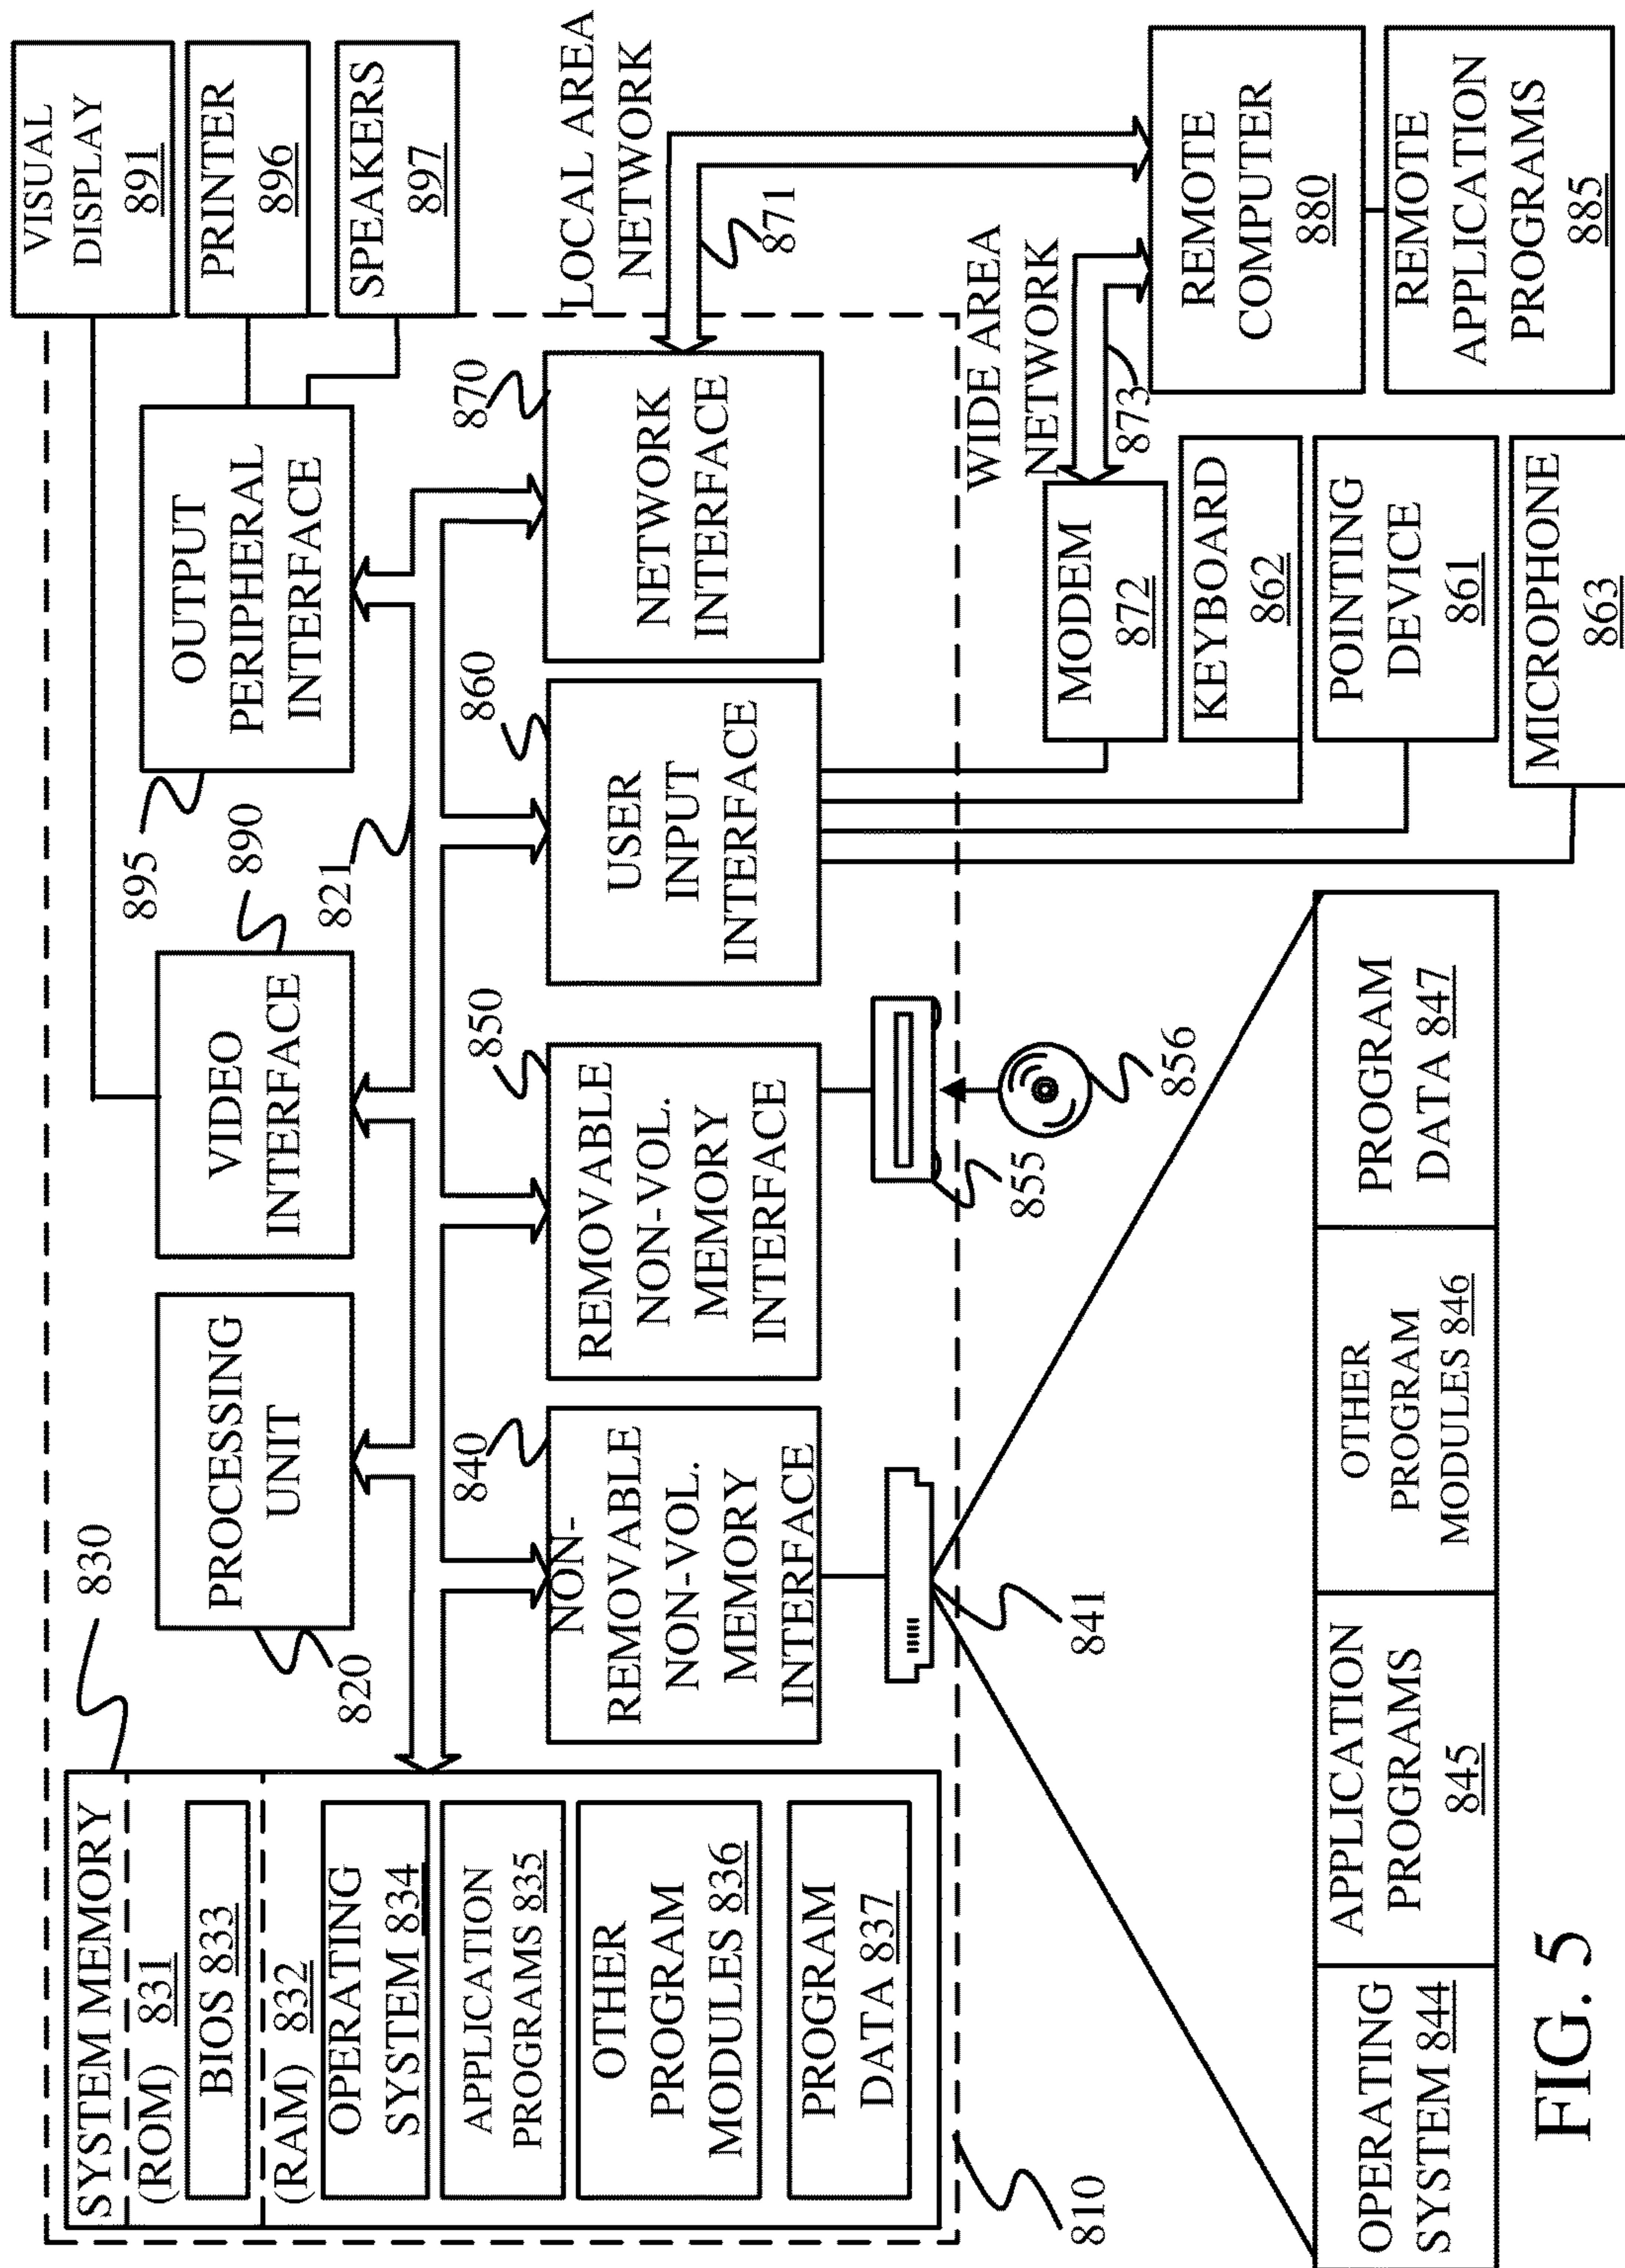 SYSTEM MEMORY
(ROM) 831
BIOS 833
(RAM) 832
OPERATING
SYSTEM 834
APPLICATION
PROGRAMS 835
OTHER
PROGRAM
MODULES 836
PROGRAM
DATA 837
830
820
PROCESSING
UNIT
VIDEO
INTERFACE
890
895
OUTPUT
PERIPHERAL
INTERFACE
821
VISUAL
DISPLAY
891
PRINTER
896
SPEAKERS
897
840
NON-
REMOVABLE
NON-VOL.
MEMORY
INTERFACE
850
REMOVABLE
NON-VOL.
MEMORY
INTERFACE
860
USER
INPUT
INTERFACE
870
NETWORK
INTERFACE
LOCAL AREA
NETWORK
871
810
841
855
856
WIDE AREA
NETWORK
873
MODEM
872
KEYBOARD
862
POINTING
DEVICE
861
MICROPHONE
863
REMOTE
COMPUTER
880
REMOTE
APPLICATION
PROGRAMS
885
OPERATING
SYSTEM 844
APPLICATION
PROGRAMS
845
OTHER
PROGRAM
MODULES 846
PROGRAM
DATA 847
FIG. 5